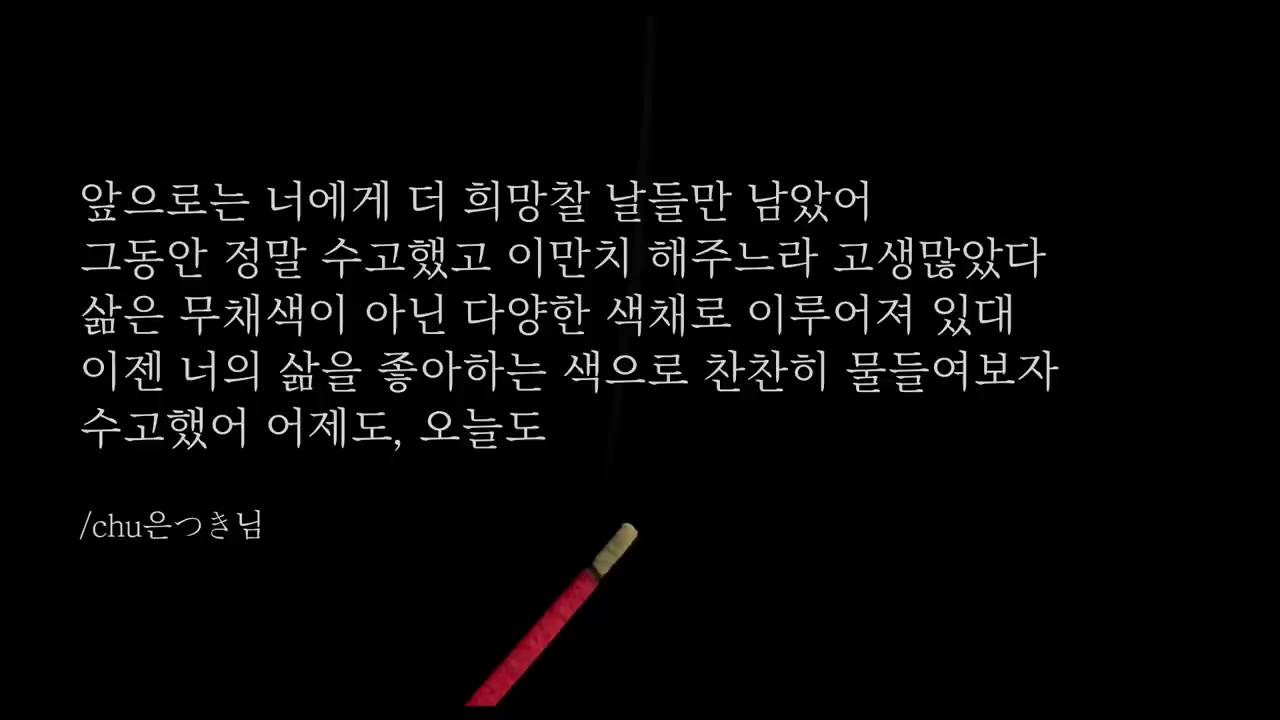 앞으로는 너에게 더 희망찰 날들만 남았어
그동안 정말 수고했고 이만치 해주느라 고생많았다
삶은 무채색이 아닌 다양한 색채로 이루어져 있대
이젠 너의 삶을 좋아하는 색으로 찬찬히 물들여보자
수고했어 어제도, 오늘도
/chu은つき님